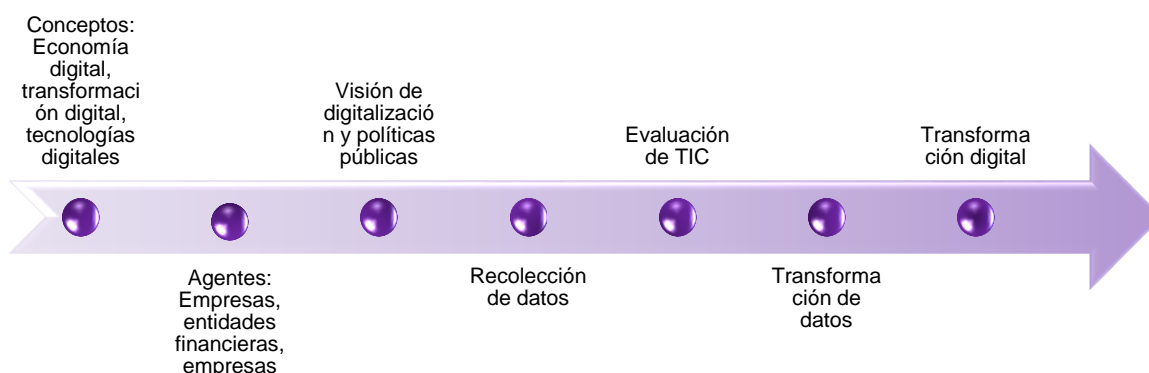 Conceptos:
Economía
digital,
transformaci
ón digital,
tecnologías
digitales
Agentes:
Empresas,
entidades
financieras,
empresas
Visión de
digitalizació
n y políticas
públicas
Recolección
de datos
Evaluación
de TIC
Transforma
ción de
datos
Transforma
ción digital